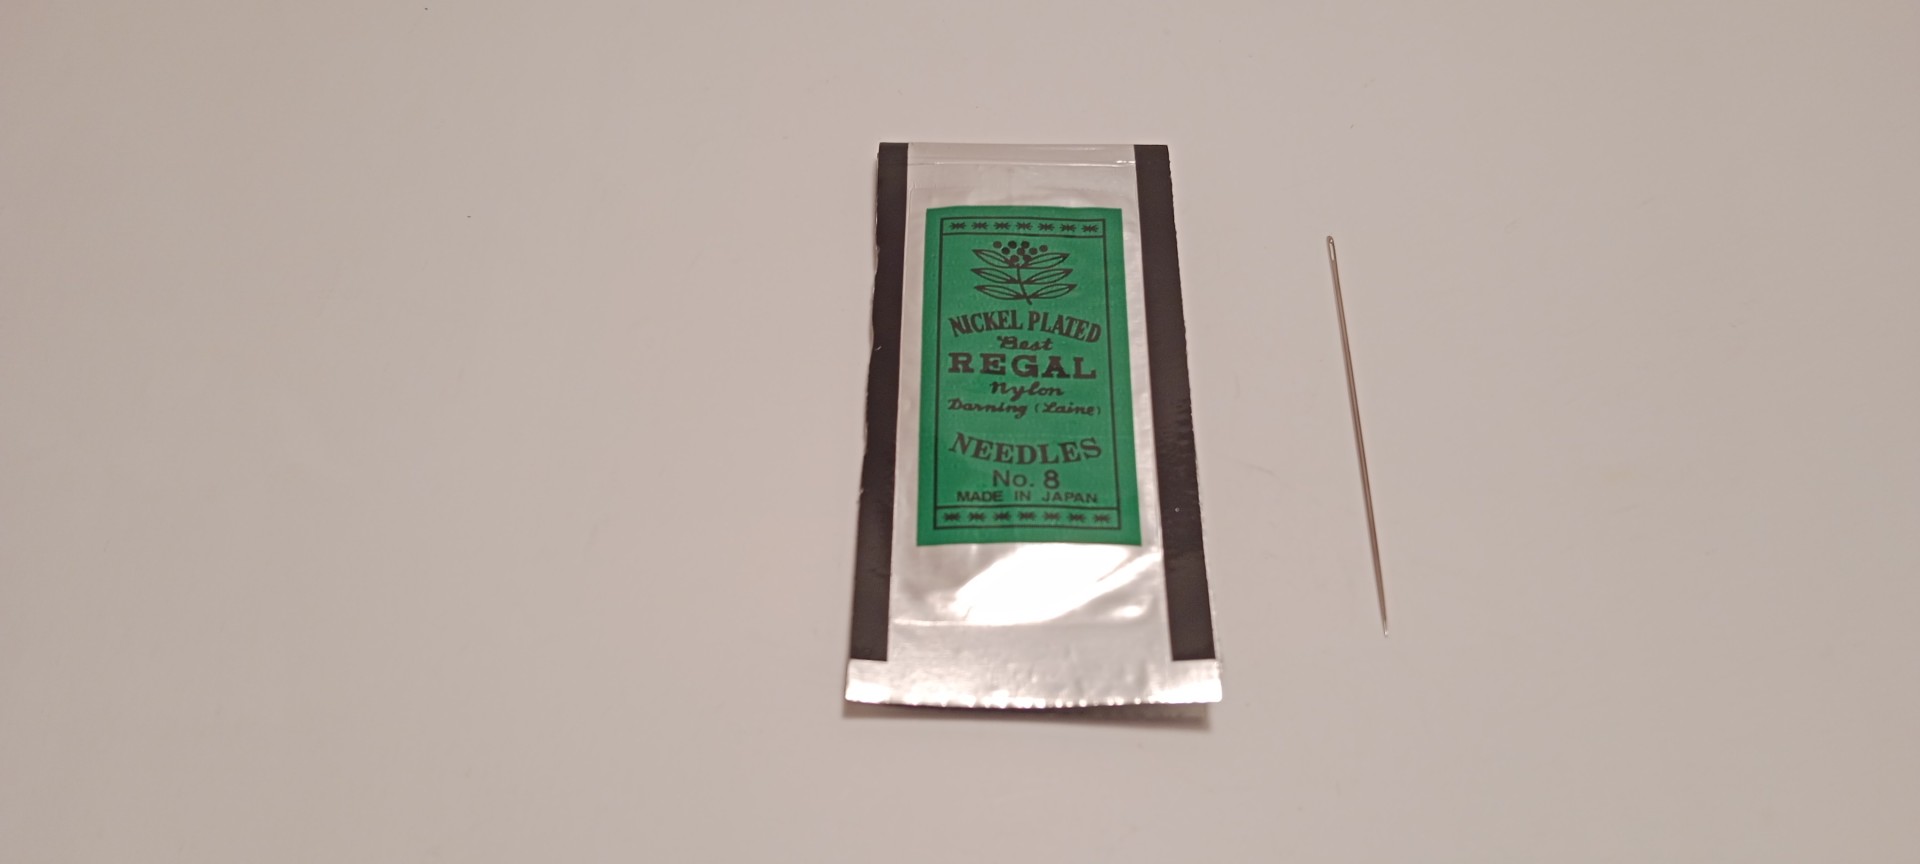 NICKEL PLATED
Best
REGAL
Nylon
Darning (Laine)
NEEDLES
No. 8
MADE IN JAPAN